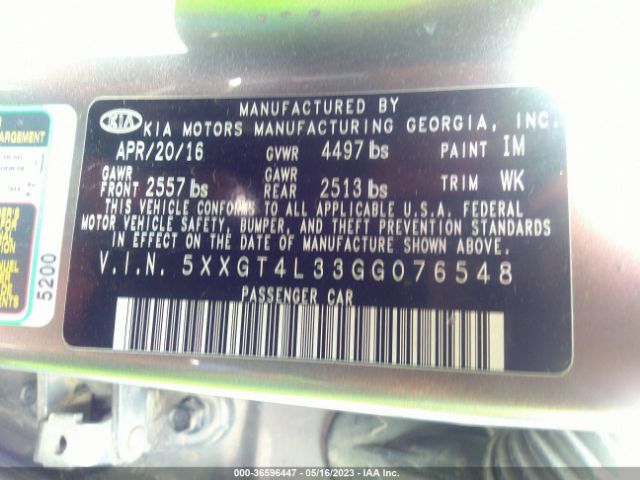 KIA
MANUFACTURED BY
KIA MOTORS MANUFACTURING GEORGIA, INC.
APR/20/16 GVWR 4497 lbs PAINT IM
GAWR FRONT 2557 lbs GAWR REAR 2513 lbs TRIM WK
THIS VEHICLE CONFORMS TO ALL APPLICABLE U.S.A. FEDERAL
MOTOR VEHICLE SAFETY, BUMPER, AND THEFT PREVENTION STANDARDS
IN EFFECT ON THE DATE OF MANUFACTURE SHOWN ABOVE.
V.I.N. 5XXGT4L33GG076548
PASSENGER CAR
5200
000-36596447 - 05/16/2023 - IAA Inc.